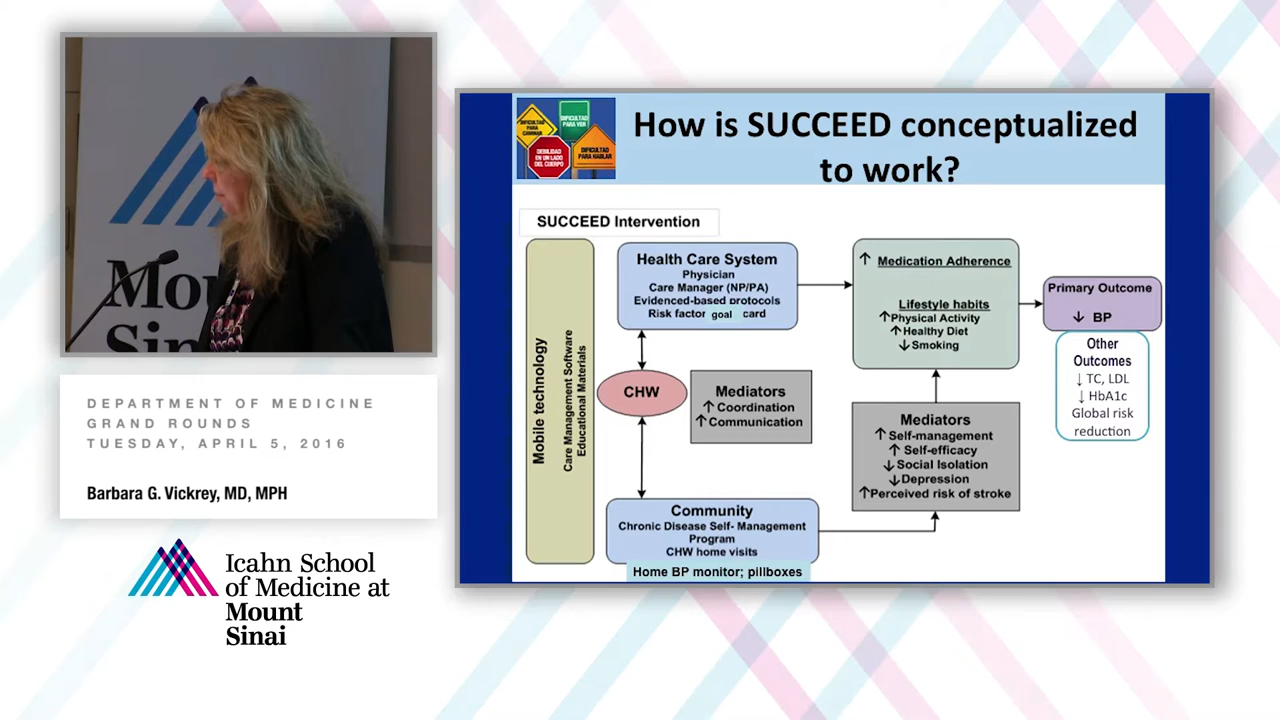 Mount
Sinai
DEPARTMENT OF MEDICINE
GRAND ROUNDS
TUESDAY, APRIL 5, 2016
Barbara G. Vickrey, MD, MPH
Icahn School
of Medicine at
Mount
Sinai
DIFICULTAD
PARA
CAMINAR
DIFICULTAD
PARA VER
DEBILIDAD
EN UN LADO
DEL CUERPO
DIFICULTAD
PARA HABLAR
How is SUCCEED conceptualized
to work?
SUCCEED Intervention
Mobile technology
Care Management Software
Educational Materials
Health Care System
Physician
Care Manager (NP/PA)
Evidenced-based protocols
Risk factor goal card
CHW
Mediators
↑ Coordination
↑ Communication
Community
Chronic Disease Self- Management
Program
CHW home visits
Home BP monitor; pillboxes
↑ Medication Adherence
Lifestyle habits
↑ Physical Activity
↑ Healthy Diet
↓ Smoking
Mediators
↑ Self-management
↑ Self-efficacy
↓ Social Isolation
↓ Depression
↑ Perceived risk of stroke
Primary Outcome
↓ BP
Other
Outcomes
↓ TC, LDL
↓ HbA1c
Global risk
reduction